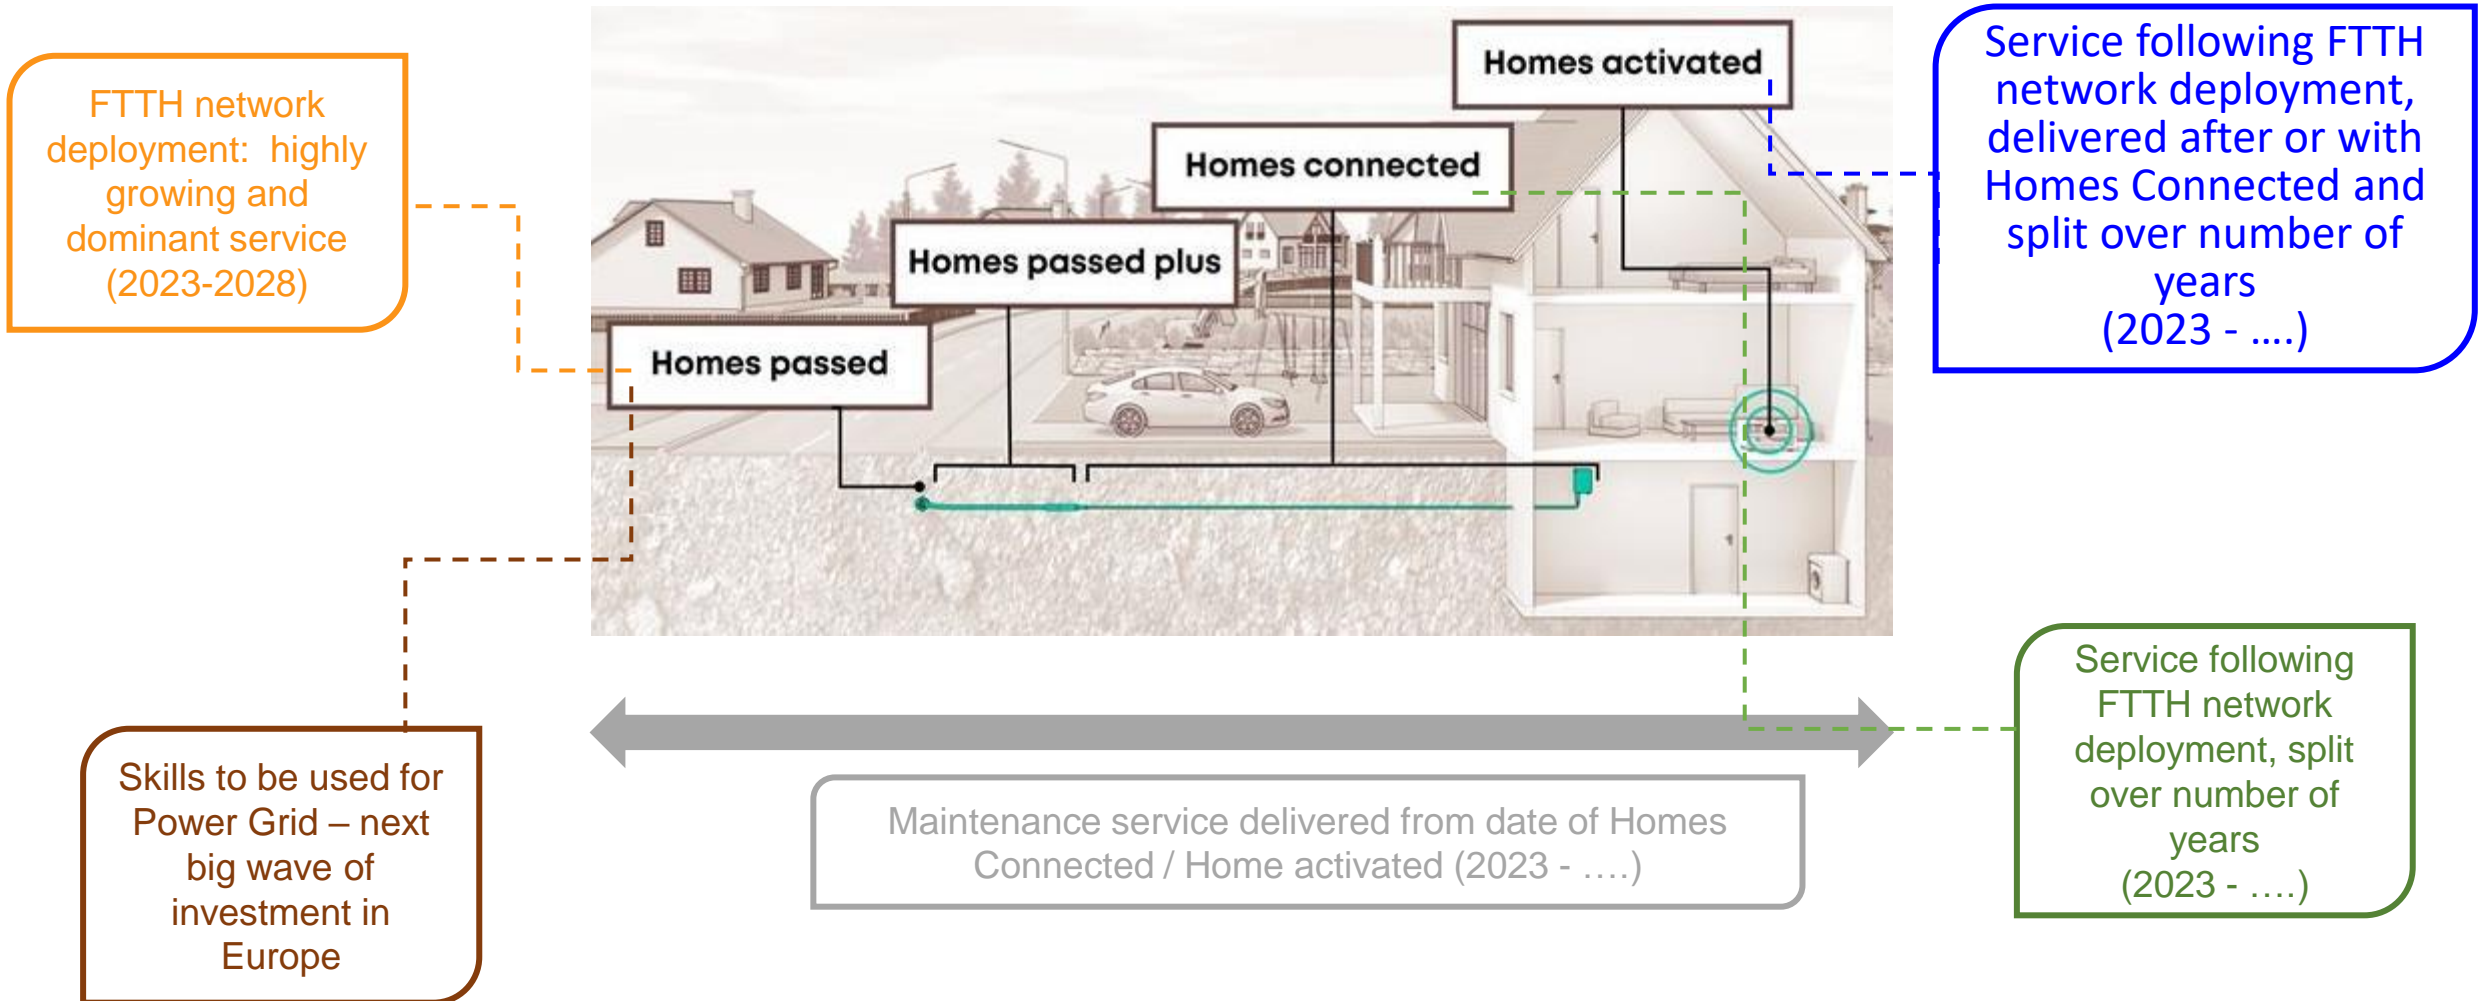 FTTH network
deployment:  highly
growing and
dominant service
(2023-2028)
Homes activated
Homes connected
Homes passed plus
Homes passed
Service following FTTH
network deployment,
delivered after or with
Homes Connected and
split over number of
years
(2023 - ....)
Skills to be used for
Power Grid – next
big wave of
investment in
Europe
Maintenance service delivered from date of Homes
Connected / Home activated (2023 - ....)
Service following
FTTH network
deployment, split
over number of
years
(2023 - ....)